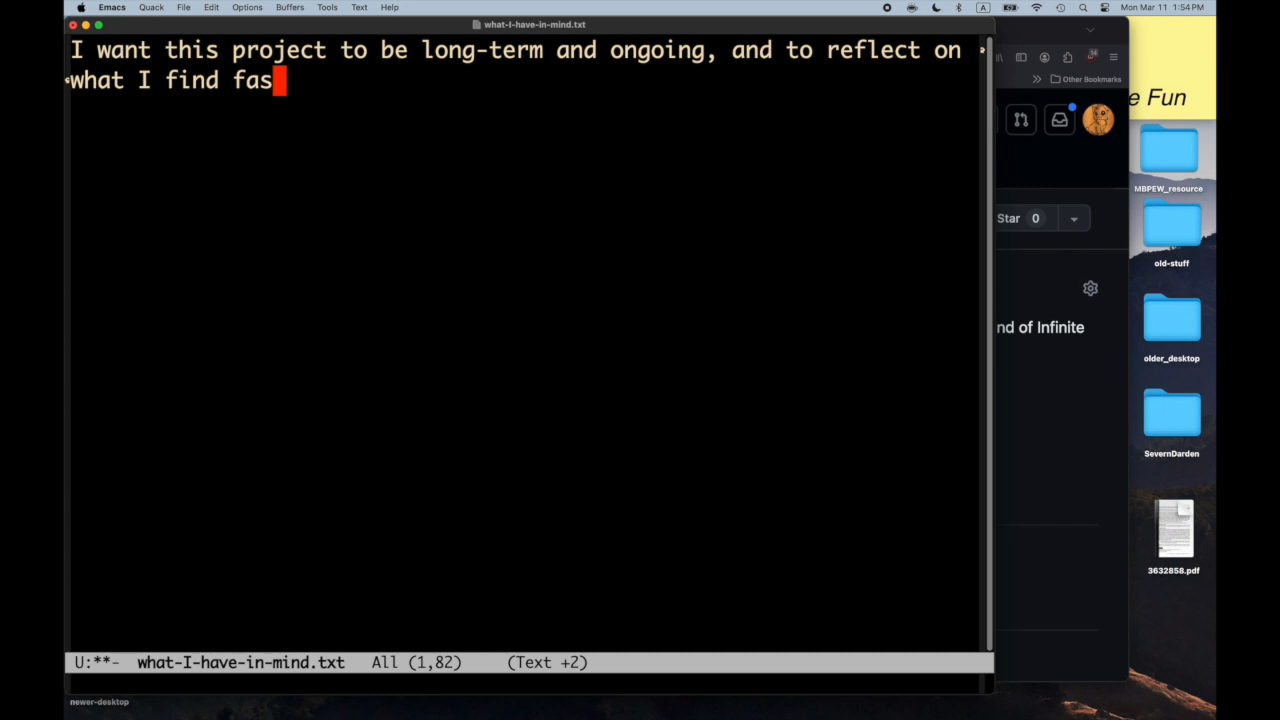 Emacs Quack File Edit Options Buffers Tools Text Help
A
Mon Mar 11 1:54 PM
what-I-have-in-mind.txt
I want this project to be long-term and ongoing, and to reflect on
what I find fas
14
Other Bookmarks
e Fun
MBPEW_resource
Star 0
old-stuff
nd of Infinite
older_desktop
SevernDarden
3632858.pdf
U:**- what-I-have-in-mind.txt All (1,82) (Text +2)
newer-desktop